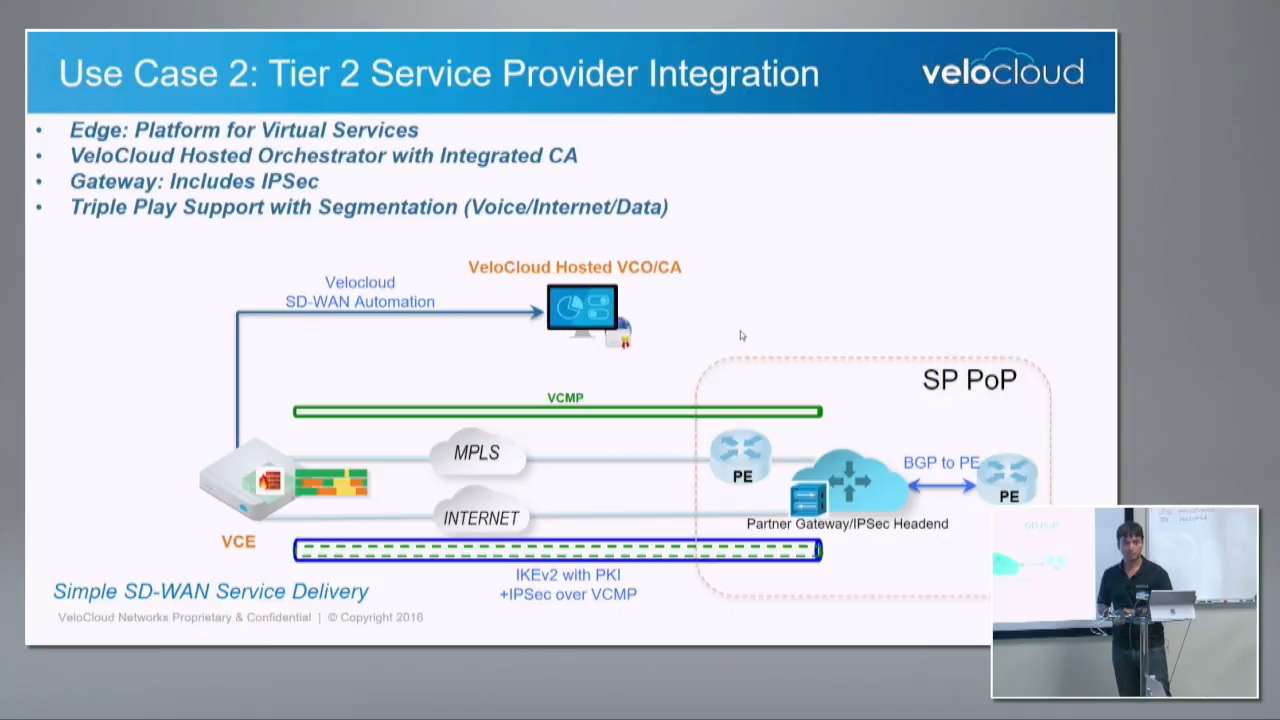 Use Case 2: Tier 2 Service Provider Integration
velocloud
• Edge: Platform for Virtual Services
• VeloCloud Hosted Orchestrator with Integrated CA
• Gateway: Includes IPSec
• Triple Play Support with Segmentation (Voice/Internet/Data)
VeloCloud Hosted VCO/CA
Velocloud
SD-WAN Automation
SP PoP
VCMP
MPLS
PE
BGP to PE
PE
INTERNET
Partner Gateway/IPSec Headend
VCE
IKEv2 with PKI
+IPSec over VCMP
Simple SD-WAN Service Delivery
VeloCloud Networks Proprietary & Confidential | © Copyright 2016
SP PoP